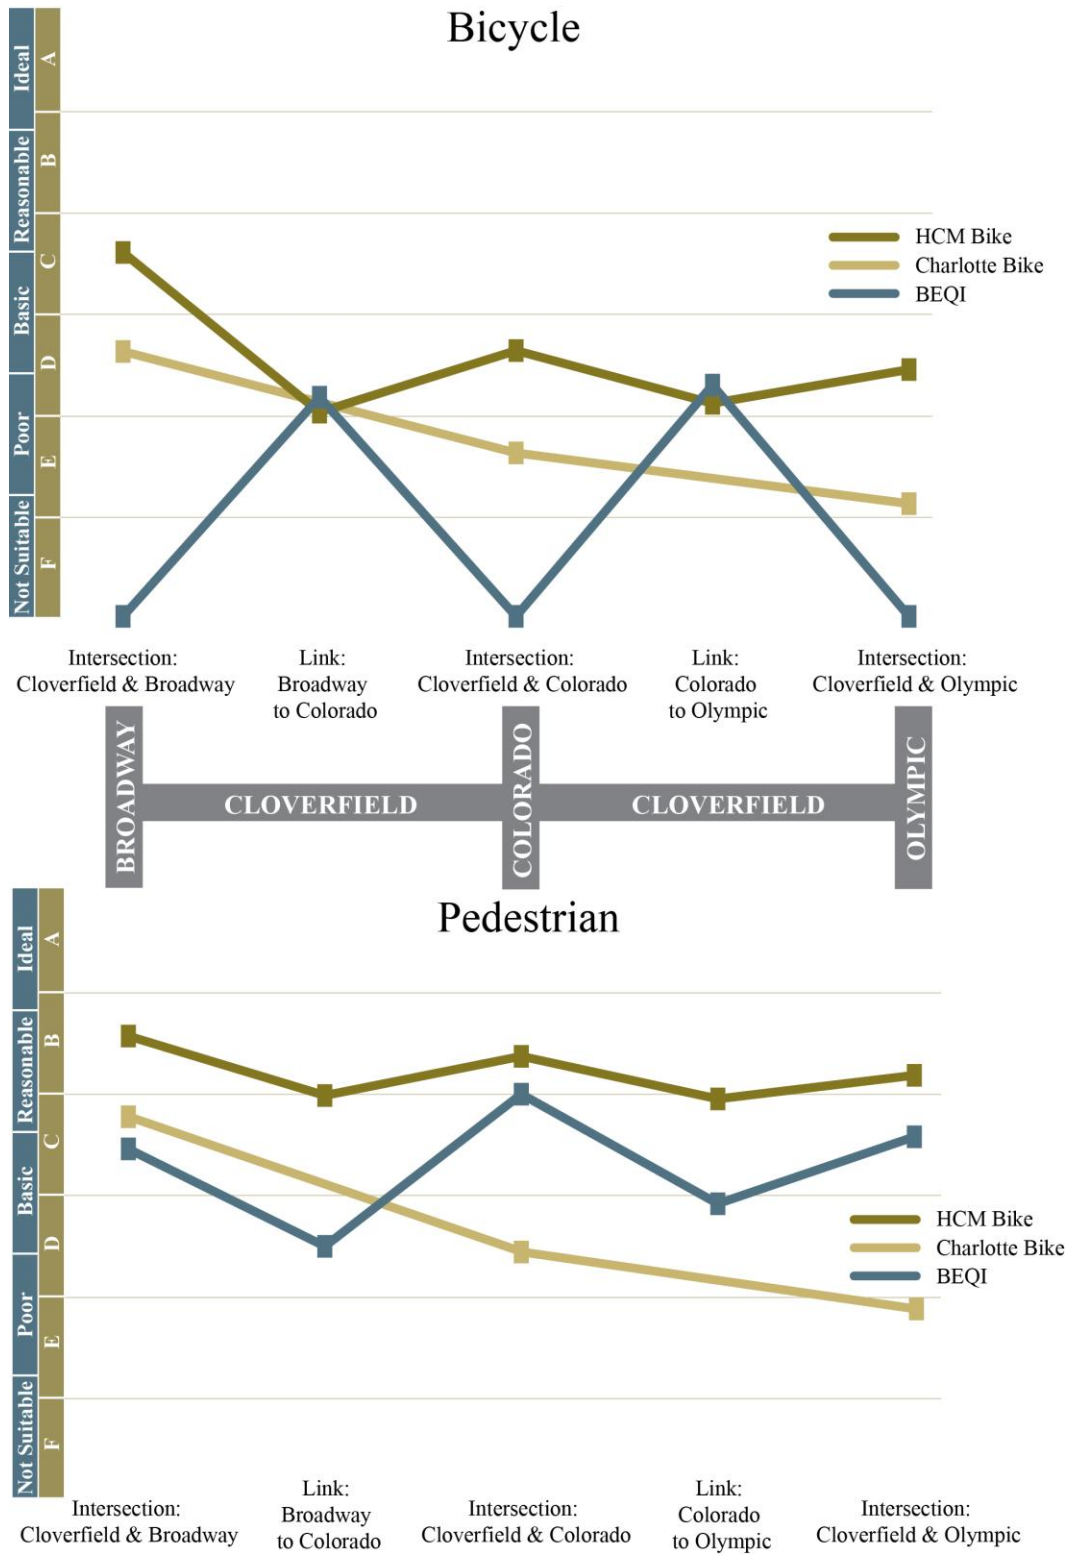 Bicycle
Ideal
Reasonable
Basic
Poor
Not Suitable
A
B
C
D
E
F
HCM Bike
Charlotte Bike
BEQI
Intersection:
Cloverfield & Broadway
Link:
Broadway
to Colorado
Intersection:
Cloverfield & Colorado
Link:
Colorado
to Olympic
Intersection:
Cloverfield & Olympic
BROADWAY
CLOVERFIELD
COLORADO
CLOVERFIELD
OLYMPIC
Pedestrian
Ideal
Reasonable
Basic
Poor
Not Suitable
A
B
C
D
E
F
HCM Bike
Charlotte Bike
BEQI
Intersection:
Cloverfield & Broadway
Link:
Broadway
to Colorado
Intersection:
Cloverfield & Colorado
Link:
Colorado
to Olympic
Intersection:
Cloverfield & Olympic